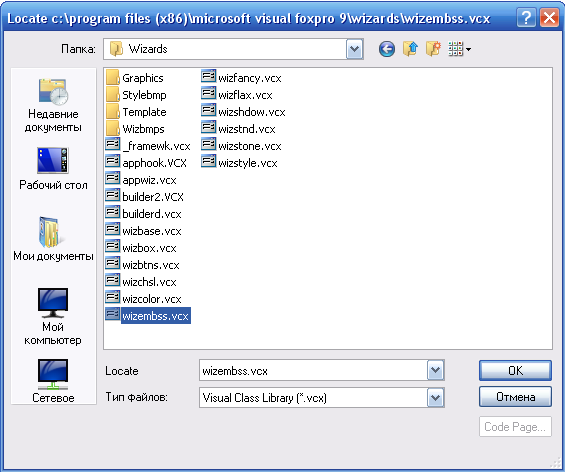 Locate c:\program files (x86)\microsoft visual foxpro 9\wizards\wizembss.vcx
Папка:
Wizards
Недавние
документы
Рабочий стол
Мои документы
Мой
компьютер
Сетевое
Graphics
Stylebmp
Template
Wizbmps
_framewk.vcx
apphook.VCX
appwiz.vcx
builder2.VCX
builderd.vcx
wizbase.vcx
wizbox.vcx
wizbtns.vcx
wizchsl.vcx
wizcolor.vcx
wizembss.vcx
wizfancy.vcx
wizflax.vcx
wizshdow.vcx
wizstnd.vcx
wizstone.vcx
wizstyle.vcx
Locate
wizembss.vcx
OK
Тип файлов:
Visual Class Library (*.vcx)
Отмена
Code Page...